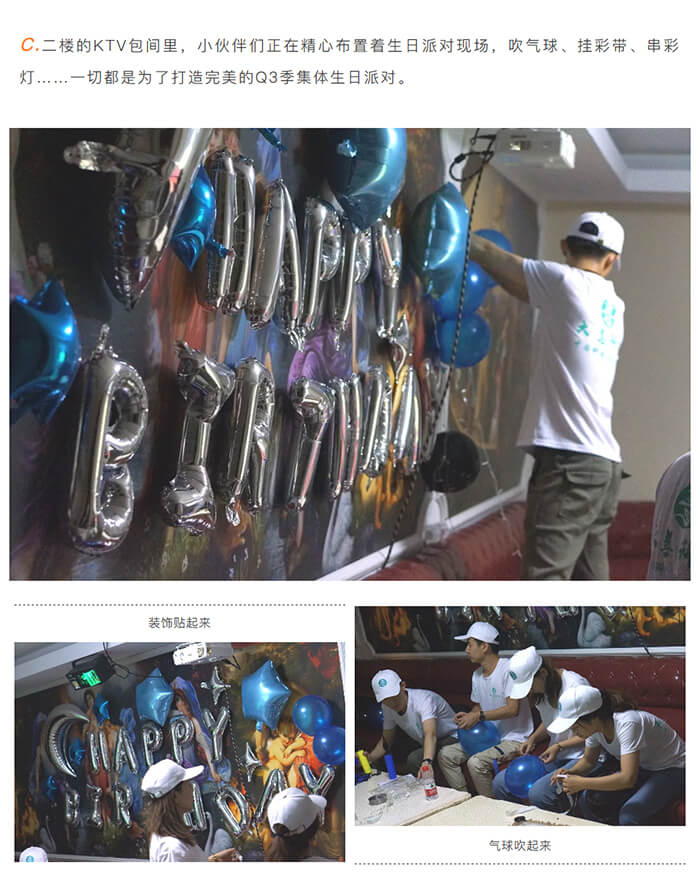 C.二楼的KTV包间里，小伙伴们正在精心布置着生日派对现场，吹气球、挂彩带、串彩
灯……一切都是为了打造完美的Q3季集体生日派对。
HAPPY
BIRTHDAY
装饰贴起来
HAPPY
BIR DAY
气球吹起来